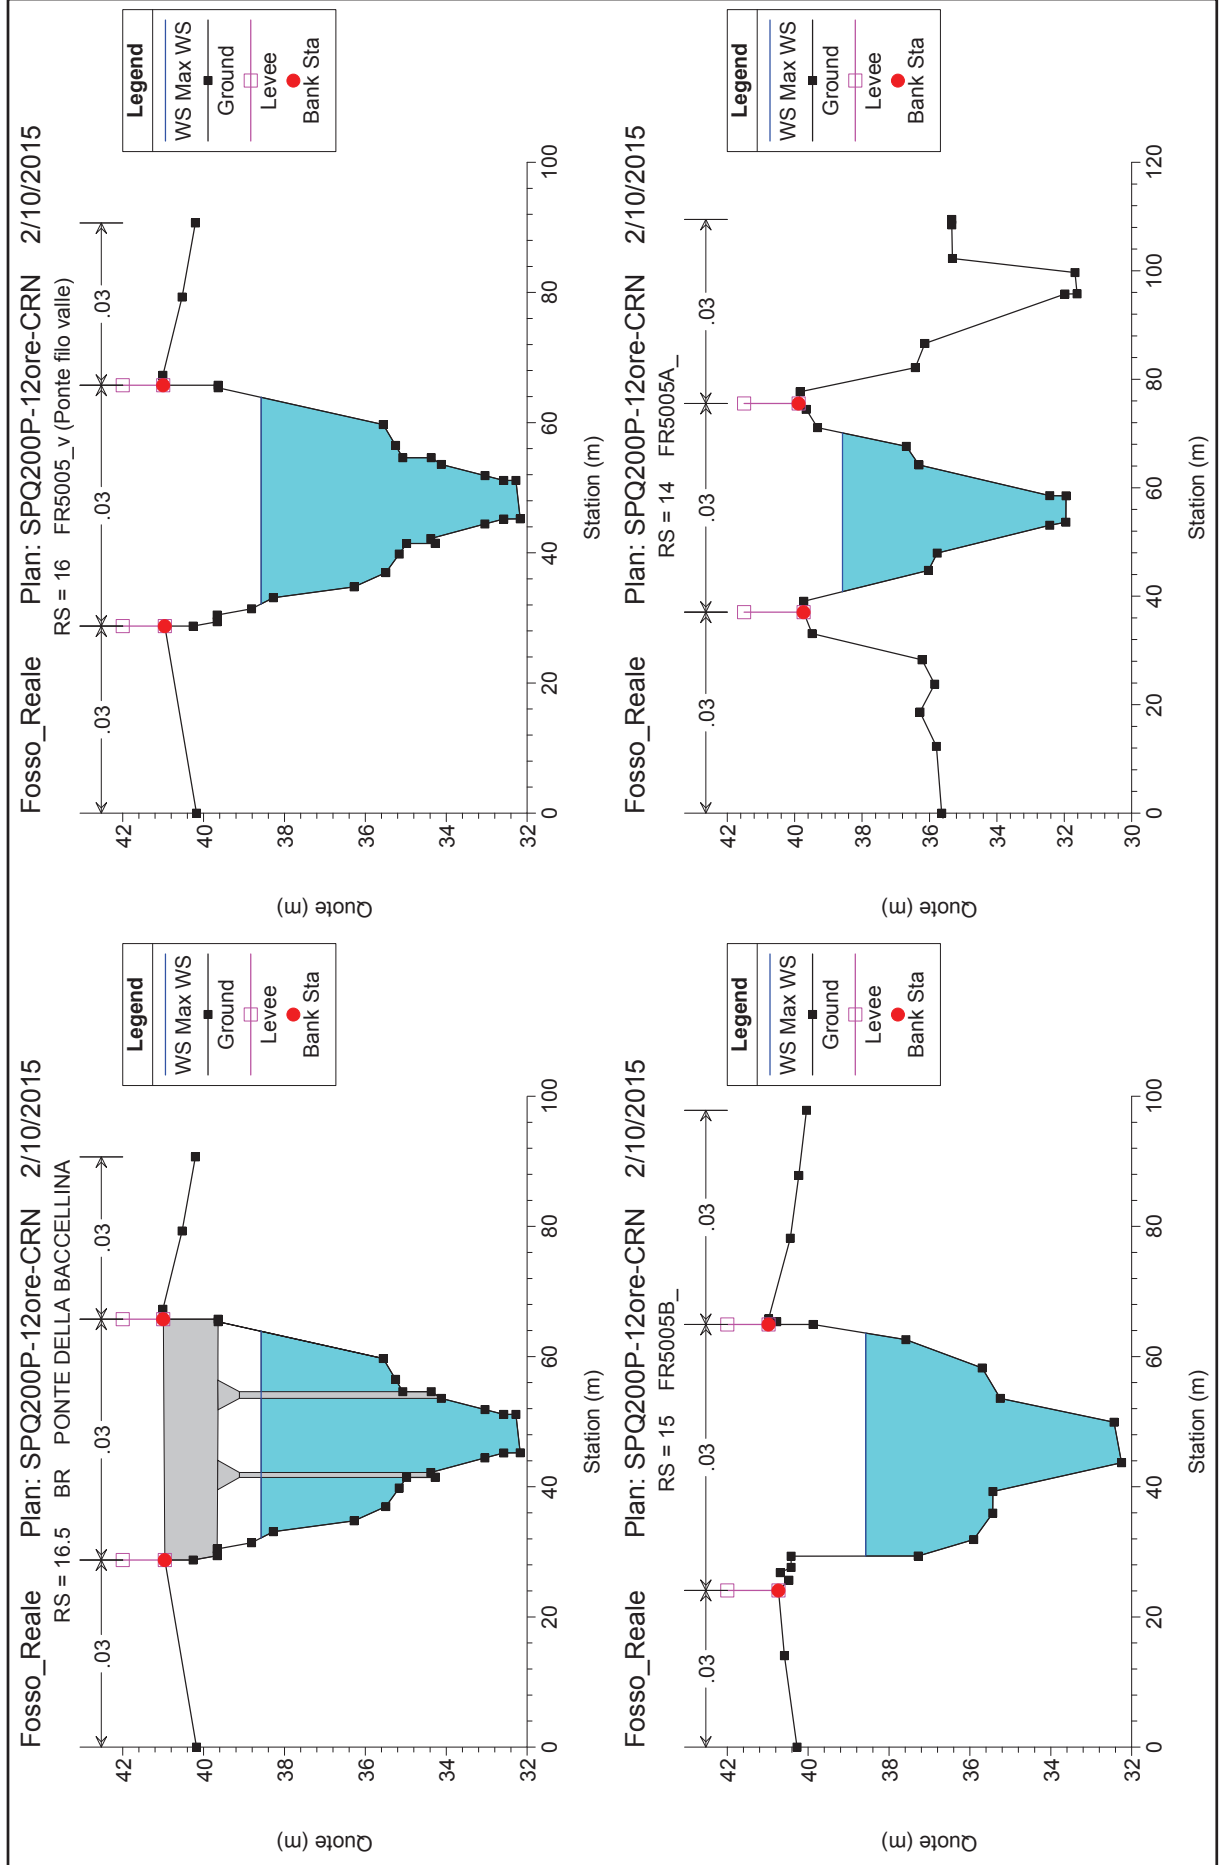 Fosso_Reale Plan: SPQ200P-12ore-CRN 2/10/2015
RS = 16.5 BR PONTE DELLA BACCELLINA
.03
.03
.03
42
40
38
36
34
32
Quote (m)
0
20
40
60
80
100
Station (m)
Legend
WS Max WS
Ground
Levee
Bank Sta
Fosso_Reale Plan: SPQ200P-12ore-CRN 2/10/2015
RS = 16 FR5005_v (Ponte filo valle)
.03
.03
.03
42
40
38
36
34
32
Quote (m)
0
20
40
60
80
100
Station (m)
Legend
WS Max WS
Ground
Levee
Bank Sta
Fosso_Reale Plan: SPQ200P-12ore-CRN 2/10/2015
RS = 15 FR5005B_
.03
.03
.03
42
40
38
36
34
32
Quote (m)
0
20
40
60
80
100
Station (m)
Legend
WS Max WS
Ground
Levee
Bank Sta
Fosso_Reale Plan: SPQ200P-12ore-CRN 2/10/2015
RS = 14 FR5005A_
.03
.03
.03
42
40
38
36
34
32
30
Quote (m)
0
20
40
60
80
100
120
Station (m)
Legend
WS Max WS
Ground
Levee
Bank Sta